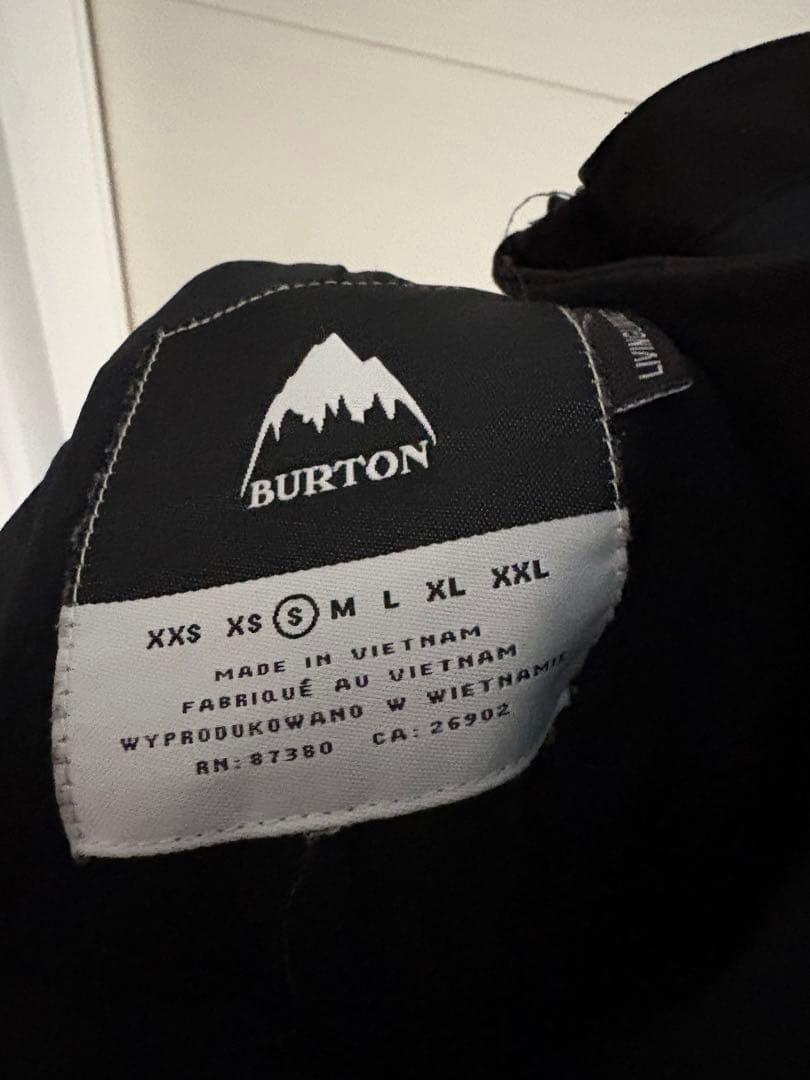 BURTON
XXS XS S M L XL XXL
MADE IN VIETNAM
FABRIQUÉ AU VIETNAM
WYPRODUKOWANO W WIETNAMIE
RN: 87380 CA: 26902